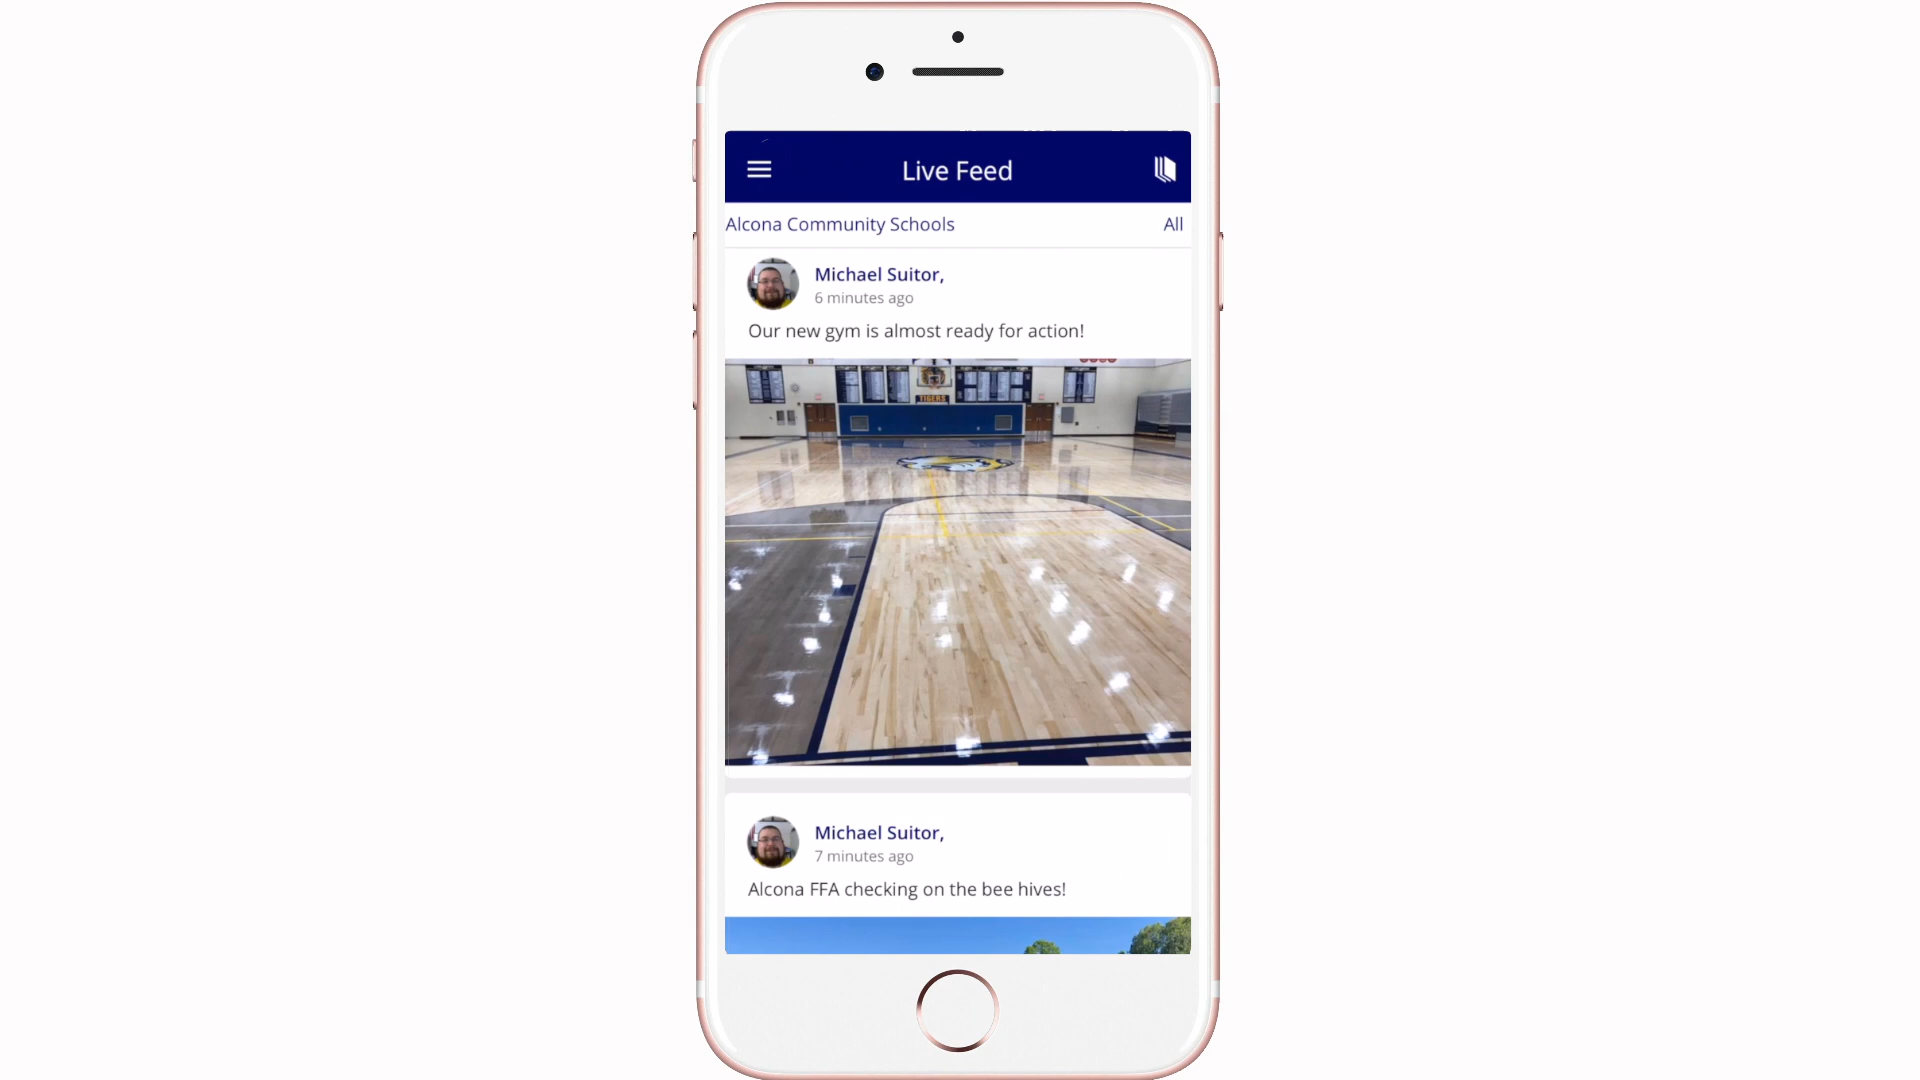 Live Feed
Alcona Community Schools All
Michael Suitor,
6 minutes ago
Our new gym is almost ready for action!
TIGERS
Michael Suitor,
7 minutes ago
Alcona FFA checking on the bee hives!